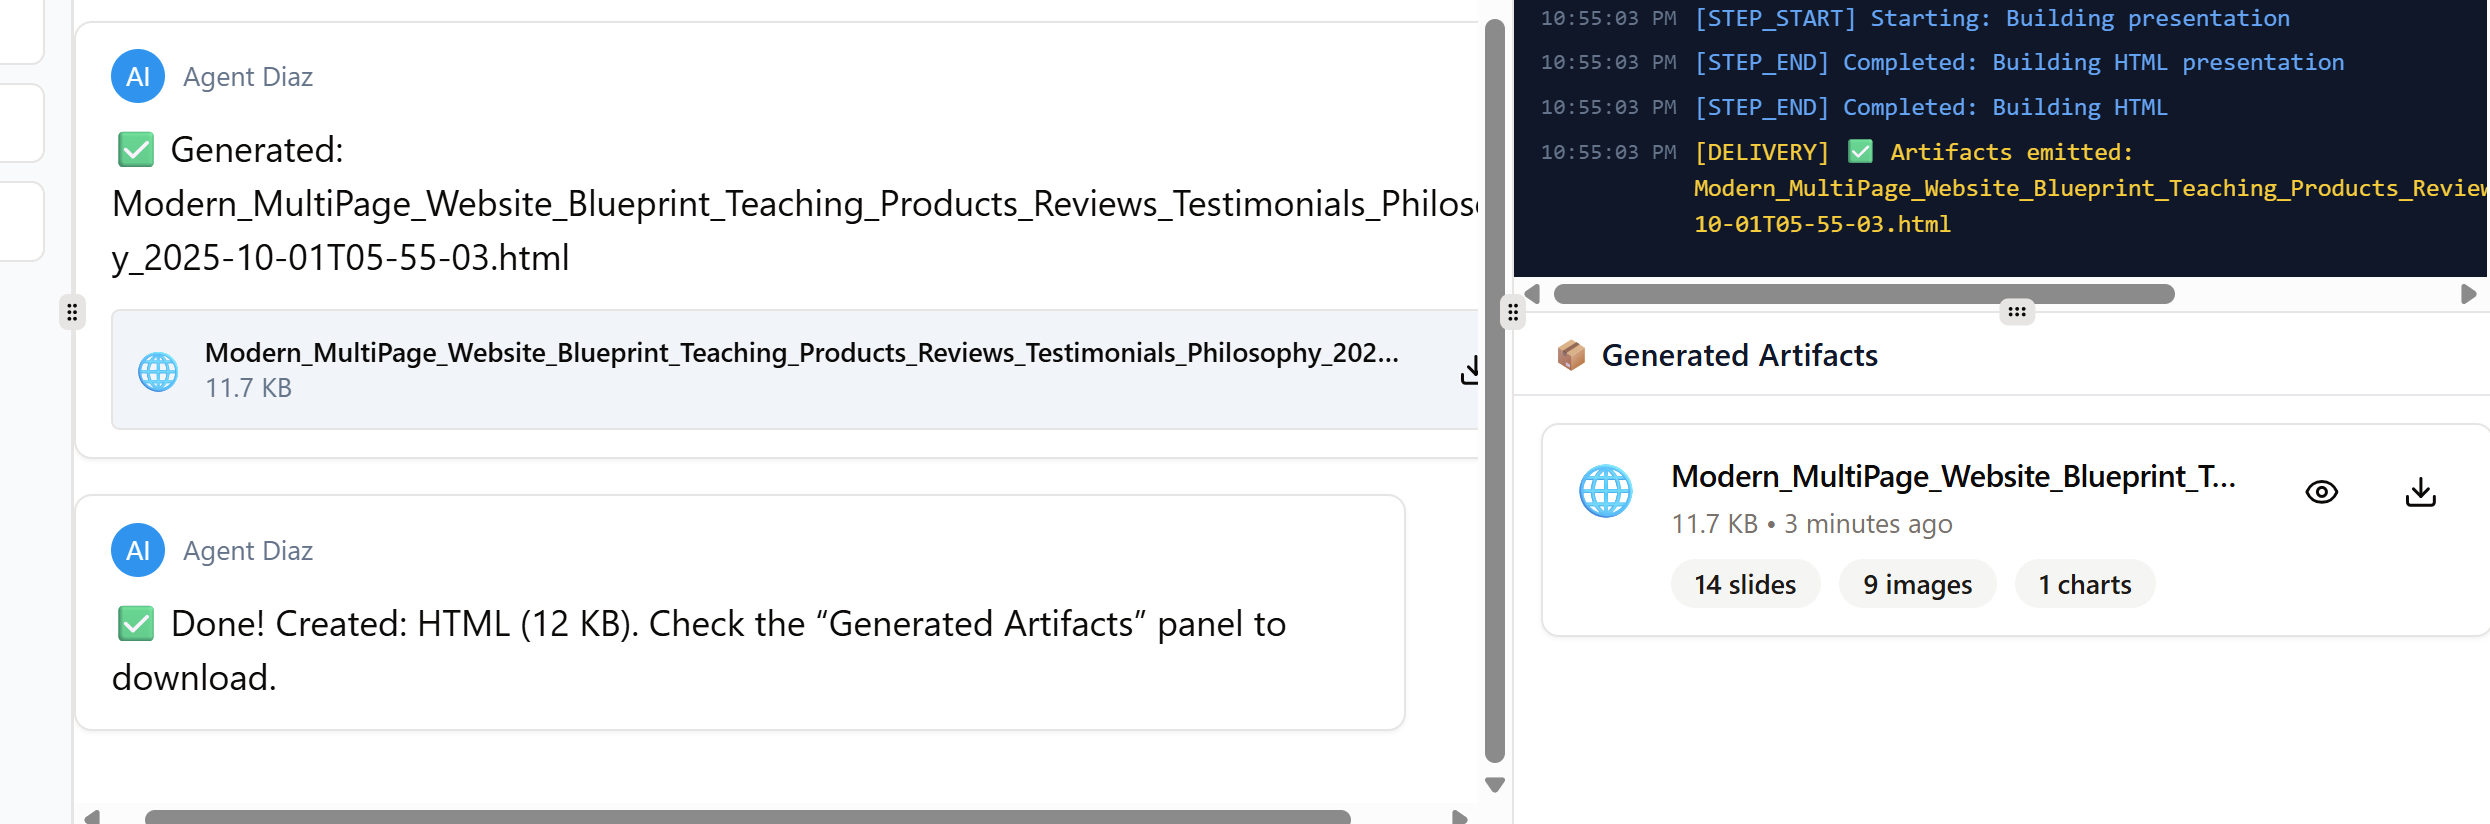 AI Agent Diaz
✅ Generated:
Modern_MultiPage_Website_Blueprint_Teaching_Products_Reviews_Testimonials_Philoso
y_2025-10-01T05-55-03.html
Modern_MultiPage_Website_Blueprint_Teaching_Products_Reviews_Testimonials_Philosophy_202...
11.7 KB
AI Agent Diaz
✅ Done! Created: HTML (12 KB). Check the “Generated Artifacts” panel to
download.
10:55:03 PM [STEP_START] Starting: Building presentation
10:55:03 PM [STEP_END] Completed: Building HTML presentation
10:55:03 PM [STEP_END] Completed: Building HTML
10:55:03 PM [DELIVERY] ✅ Artifacts emitted:
Modern_MultiPage_Website_Blueprint_Teaching_Products_Review
10-01T05-55-03.html
Generated Artifacts
Modern_MultiPage_Website_Blueprint_T...
11.7 KB • 3 minutes ago
14 slides 9 images 1 charts